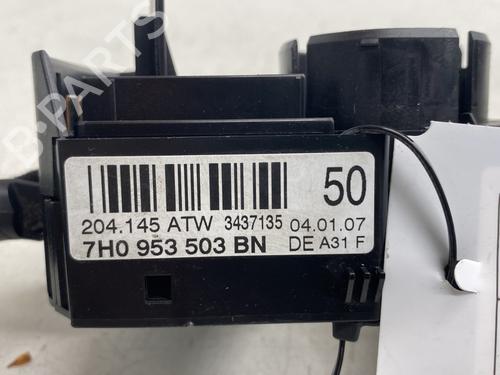 B-PARTS
50
204.145 ATW 3437135 04.01.07
7H0 953 503 BN DE A31 F